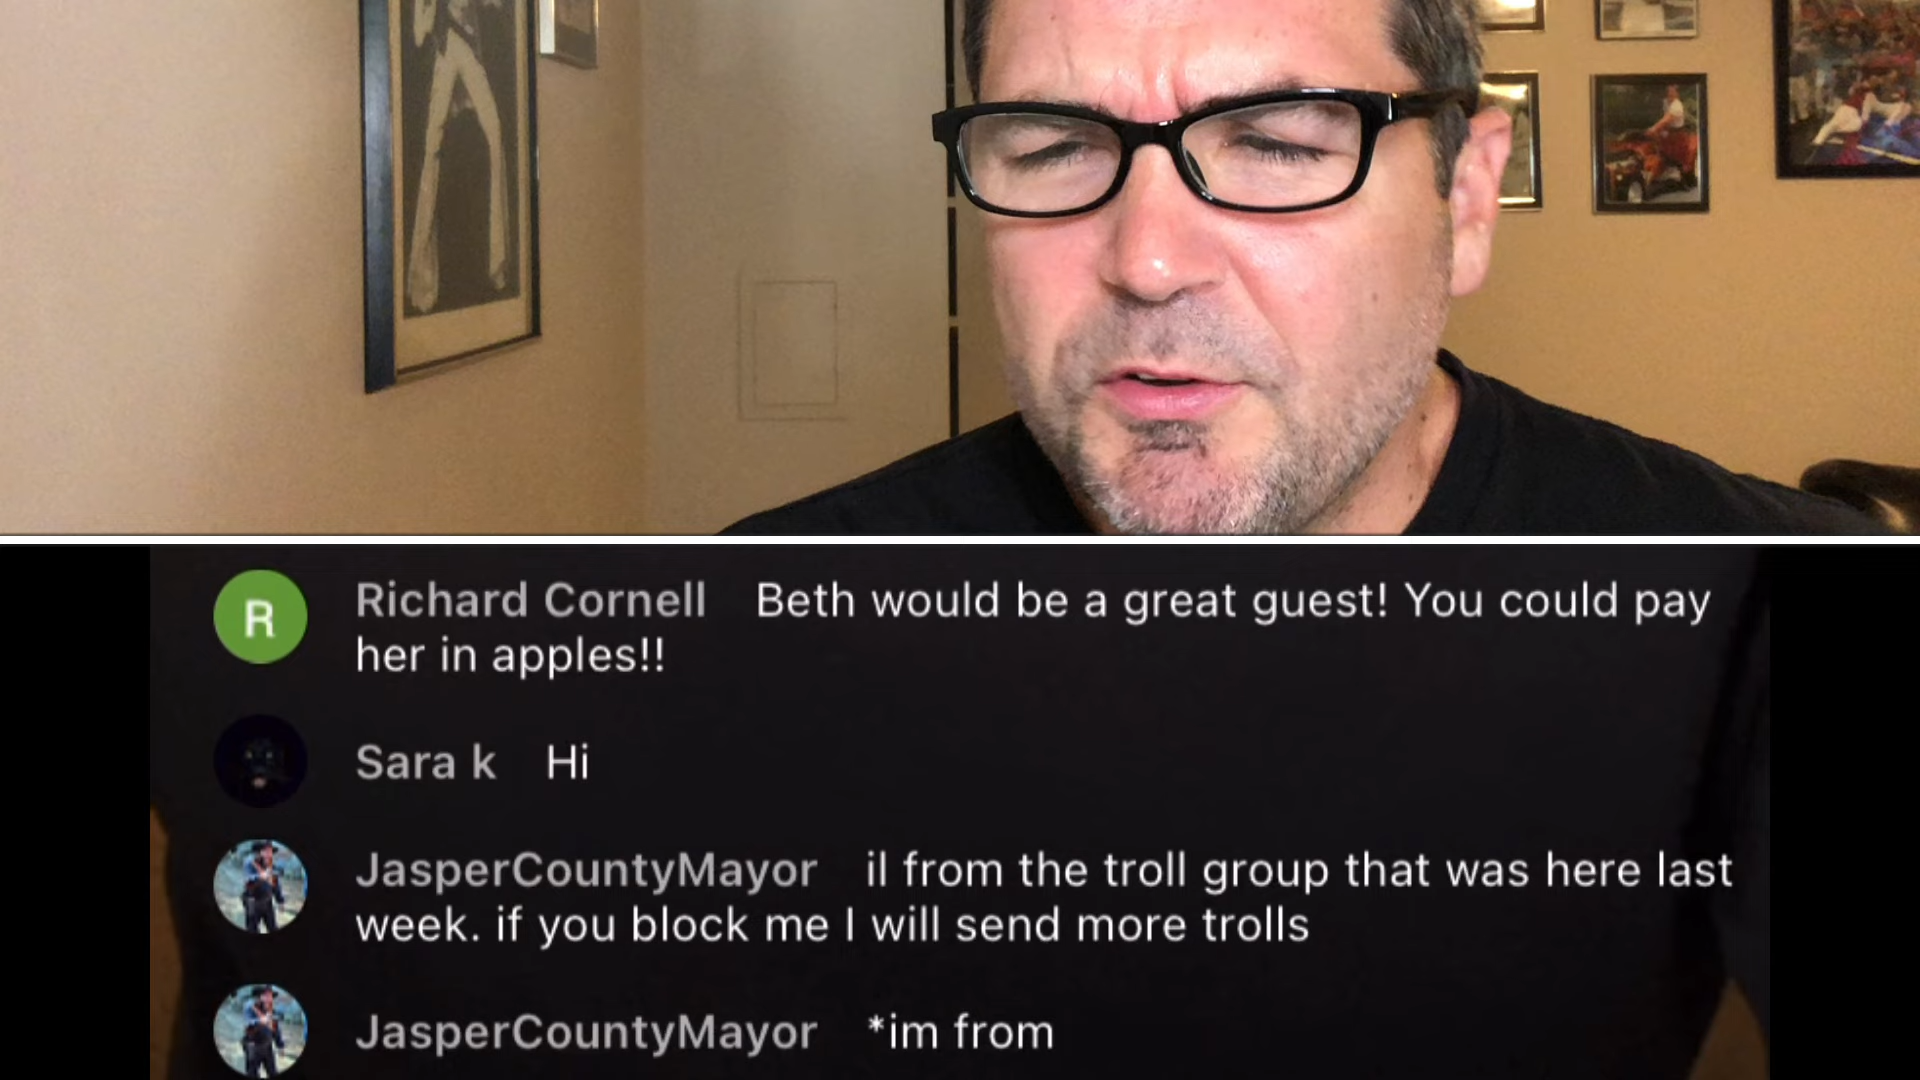 R Richard Cornell Beth would be a great guest! You could pay
her in apples!!
Sara k Hi
JasperCountyMayor il from the troll group that was here last
week. if you block me I will send more trolls
JasperCountyMayor *im from